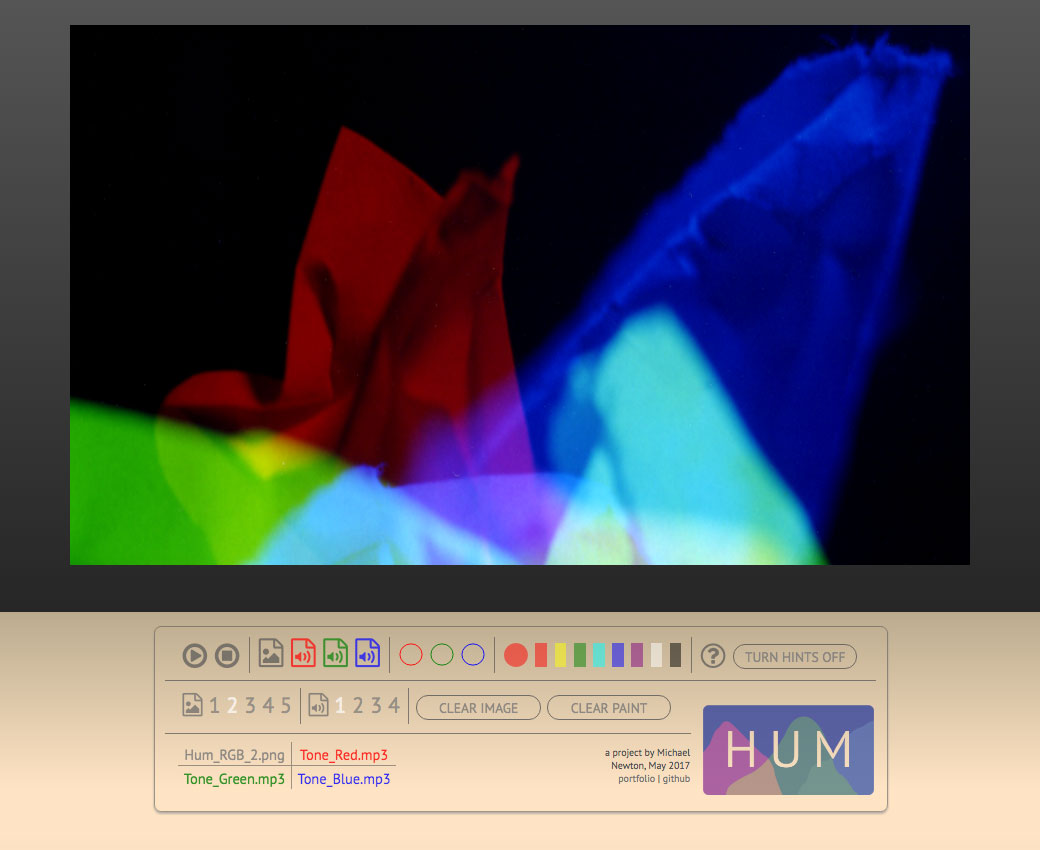 ?
TURN HINTS OFF
1 2 3 4 5
1 2 3 4
CLEAR IMAGE
CLEAR PAINT
Hum_RGB_2.png
Tone_Red.mp3
Tone_Green.mp3
Tone_Blue.mp3
a project by Michael
Newton, May 2017
portfolio | github
HUM